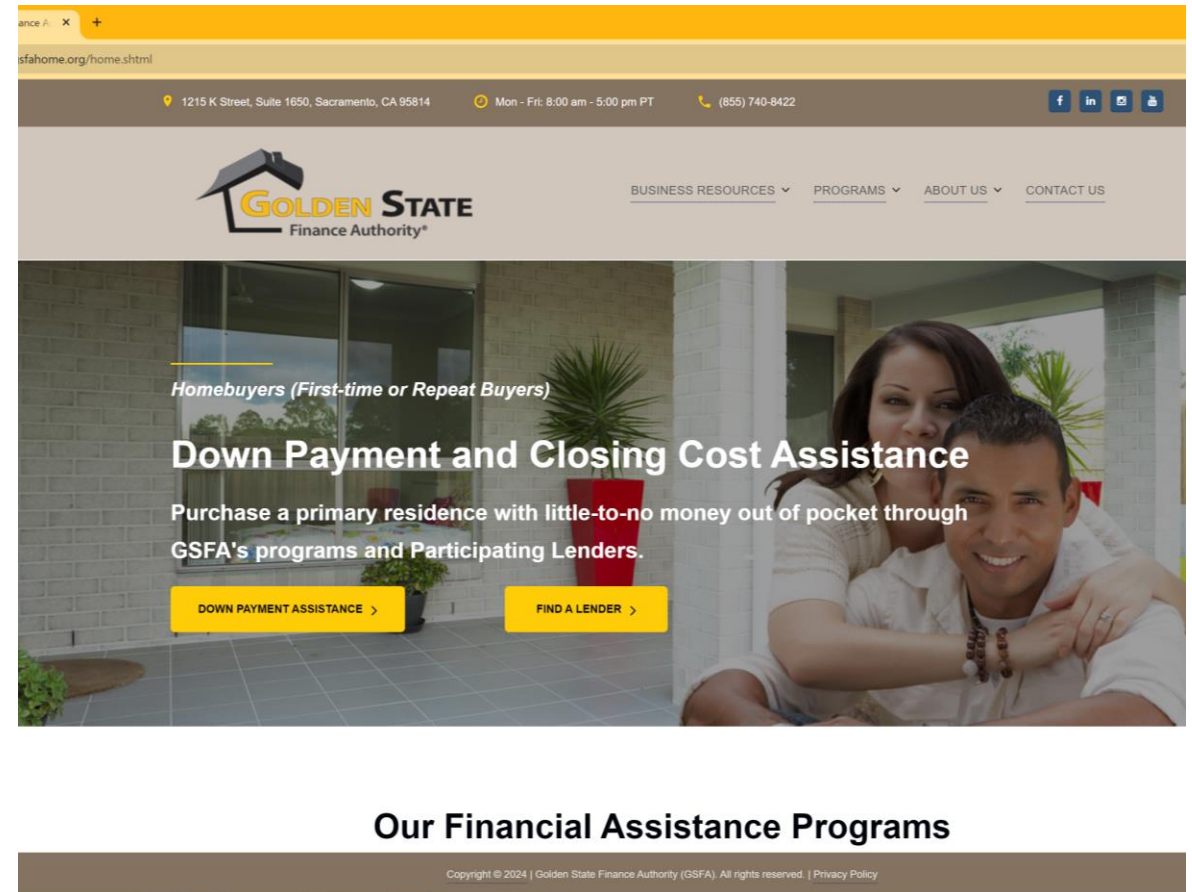 ance A
sfahome.org/home.shtml
1215 K Street, Suite 1650, Sacramento, CA 95814 Mon - Fri: 8:00 am - 5:00 pm PT (855) 740-8422
GOLDEN STATE
Finance Authority®
BUSINESS RESOURCES PROGRAMS ABOUT US CONTACT US
Homebuyers (First-time or Repeat Buyers)
Down Payment and Closing Cost Assistance
Purchase a primary residence with little-to-no money out of pocket through
GSFA's programs and Participating Lenders.
DOWN PAYMENT ASSISTANCE FIND A LENDER
Our Financial Assistance Programs
Copyright © 2024 | Golden State Finance Authority (GSFA). All rights reserved. | Privacy Policy